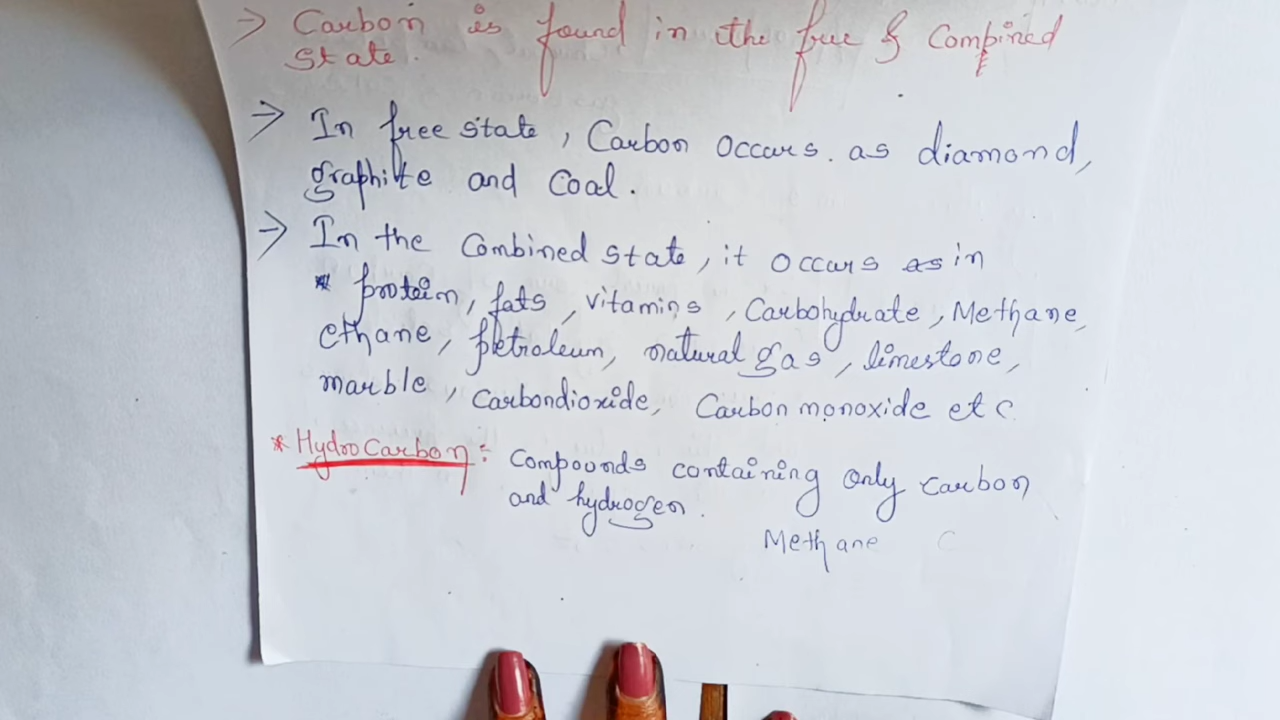 → Carbon is found in the free & Combined
State.
→ In free state, Carbon occurs. as diamond,
graphite and Coal.
→ In the Combined State, it occurs as in
* protein, fats, vitamins, Carbohydrate, Methane,
ethane, petroleum, natural gas, limestone,
marble, Carbondioxide, Carbon monoxide etc
* HydroCarbon: Compounds containing only carbon
and hydrogen.
Methane C